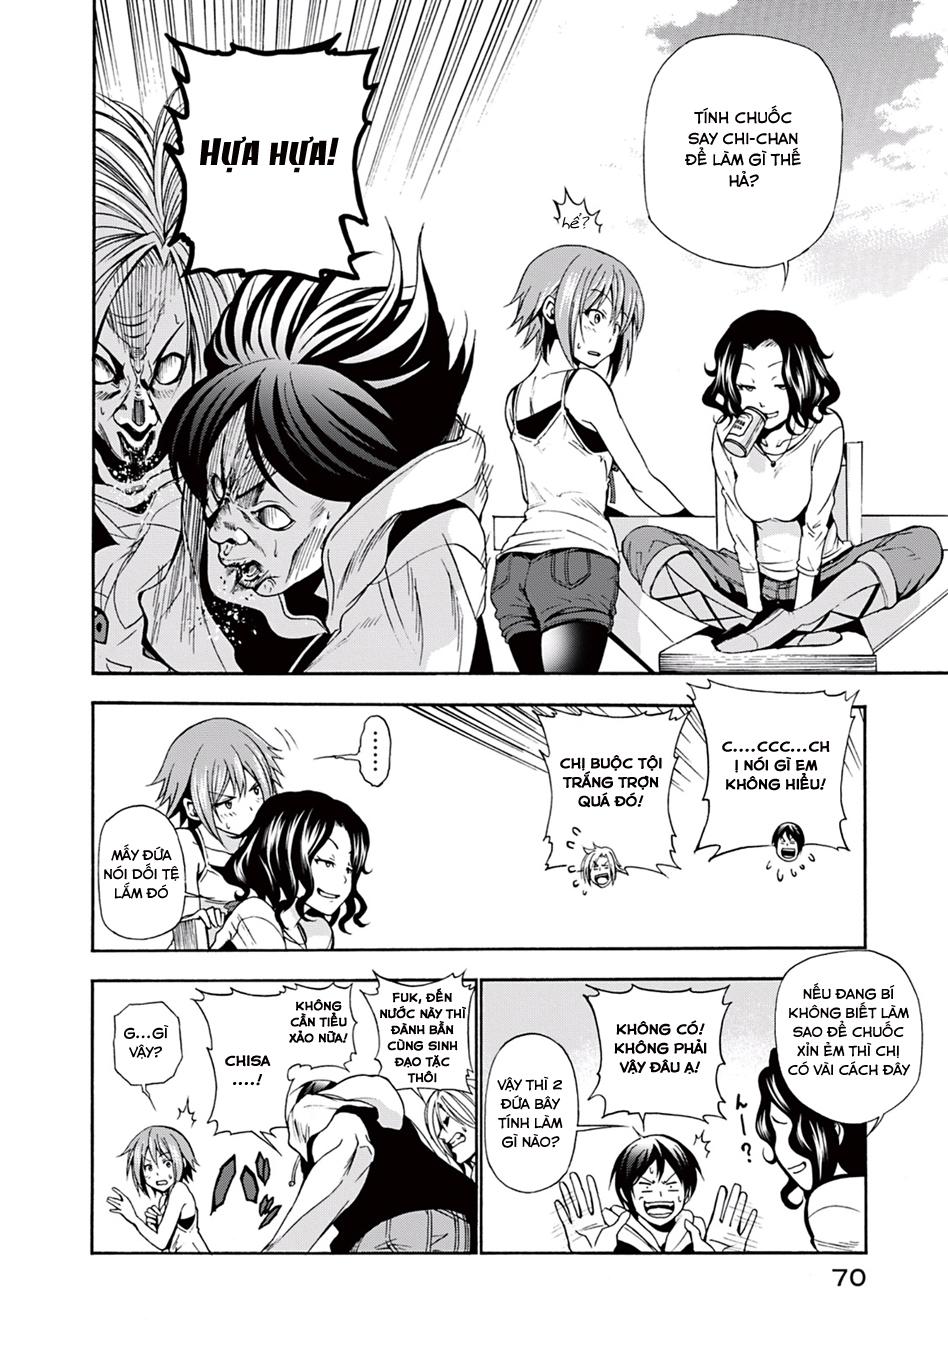 TÍNH CHUỐC
SAY CHI-CHAN
ĐỂ LÀM GÌ THẾ
HẢ?
hể?
HỰA HỰA!
C....CCC...CH
Ị NÓI GÌ EM
KHÔNG HIỂU!
CHỊ BUỘC TỘI
TRẮNG TRỢN
QUÁ ĐÓ!
MẤY ĐỨA
NÓI DỐI TỆ
LẮM ĐÓ
NẾU ĐANG BÍ
KHÔNG BIẾT LÀM
SAO ĐỂ CHUỐC
XỈN ẺM THÌ CHỊ
CÓ VÀI CÁCH ĐÂY
んー?
KHÔNG CÓ!
KHÔNG PHẢI
VẬY ĐÂU Ạ!
VẬY THÌ 2
ĐỨA BÂY
TÍNH LÀM
GÌ NÀO?
FUK, ĐẾN
NƯỚC NÀY THÌ
ĐÀNH BẮN
CÙNG SINH
ĐẠO TẶC
THÔI
KHÔNG
CẦN TIỂU
XẢO NỮA!
CHISA
....!
G...GÌ
VẬY?
70